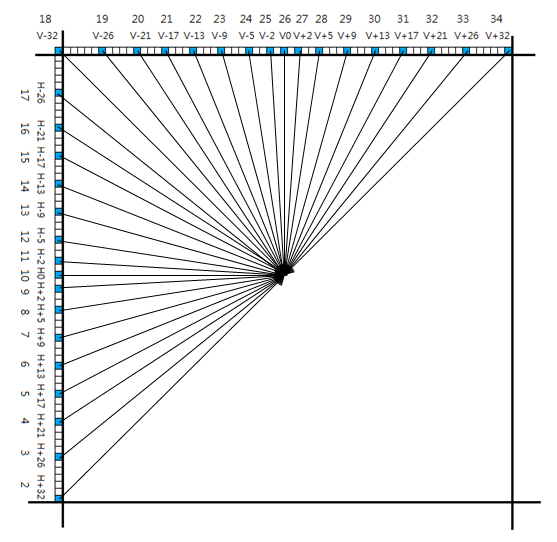 18 19 20 21 22 23 24 25 26 27 28 29 30 31 32 33 34
V-32 V-26 V-21 V-17 V-13 V-9 V-5 V-2 V0 V+2 V+5 V+9 V+13 V+17 V+21 V+26 V+32
17 H-26
16 H-21
15 H-17
14 H-13
13 H-9
12 H-5
11 H-2
10 H0
9 H+2
8 H+5
7 H+9
6 H+13
5 H+17
4 H+21
3 H+26
2 H+32